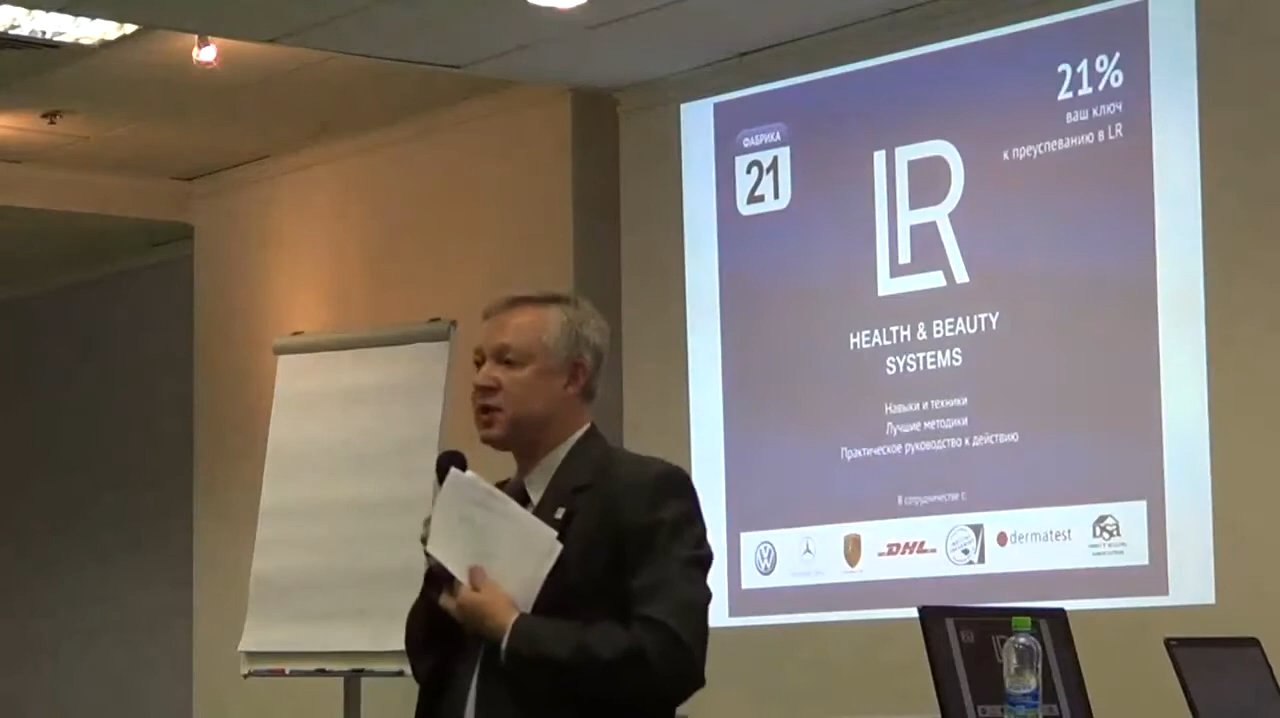 21%
ваш ключ
к преуспеванию в LR
ФАБРИКА
21
LR
HEALTH & BEAUTY
SYSTEMS
Навыки и техники
Лучшие методики
Практическое руководство к действию
В сотрудничестве с:
DHL
dermatest
dsa